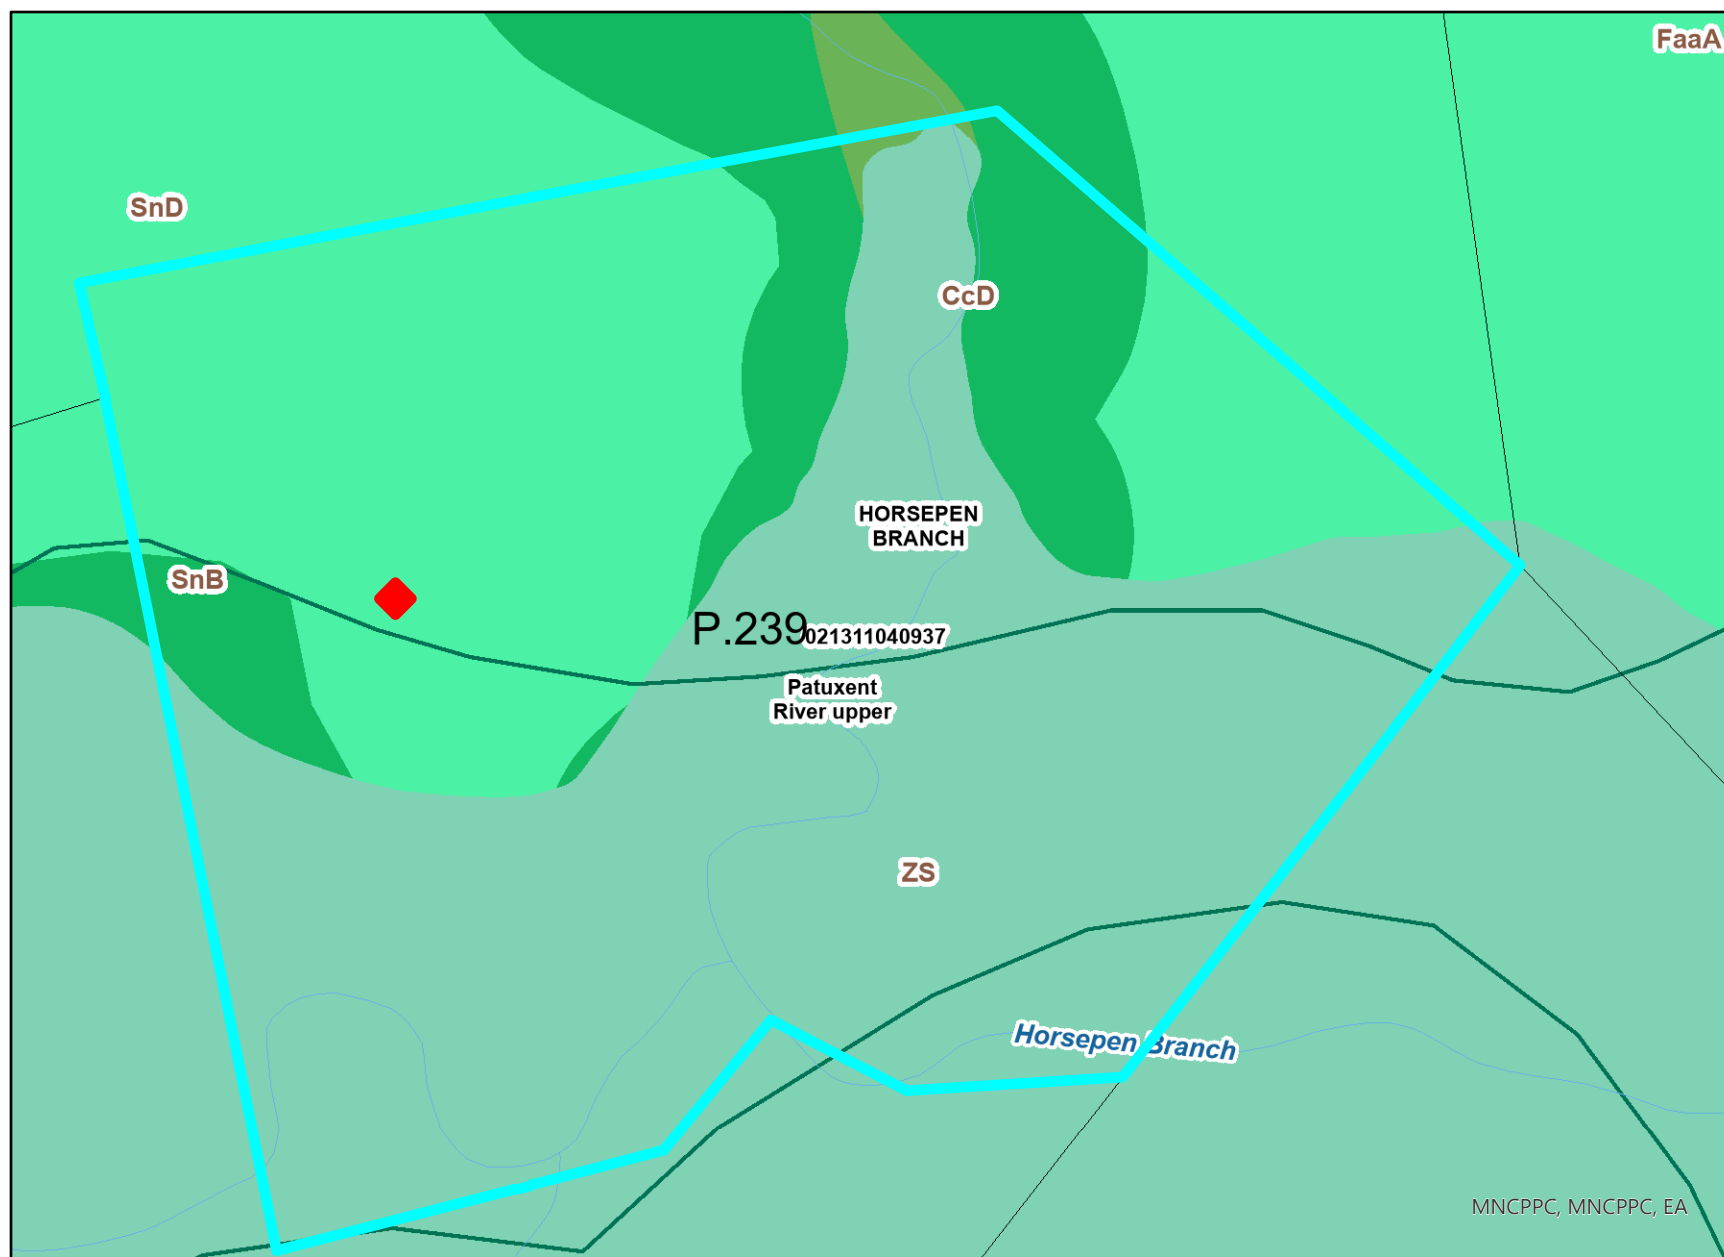 FaaA
SnD
CcD
HORSEPEN
BRANCH
SnB
P.239
021311040937
Patuxent
River upper
ZS
Horsepen Branch
MNCPPC, MNCPPC, EA